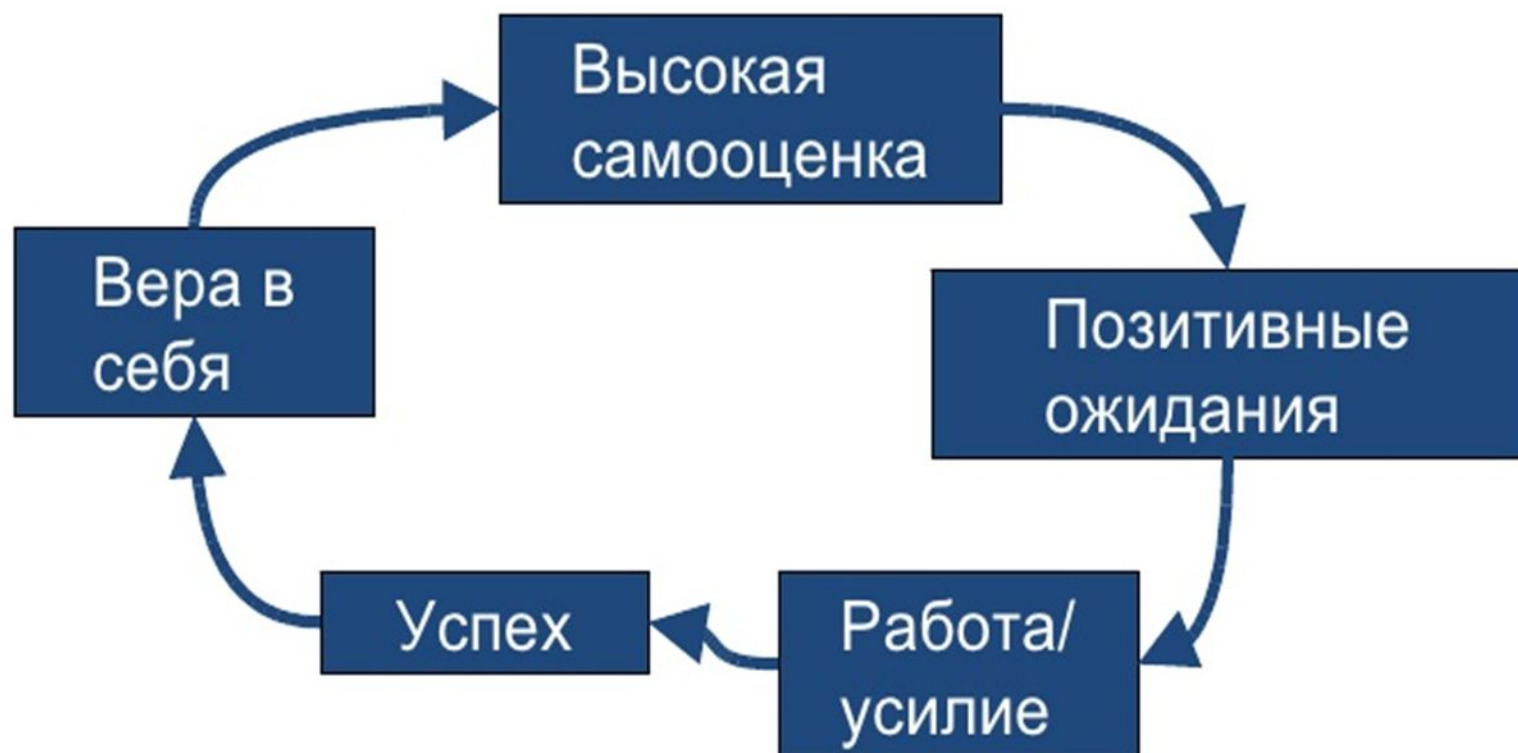 Высокая
самооценка
Позитивные
ожидания
Работа/
усилие
Успех
Вера в
себя